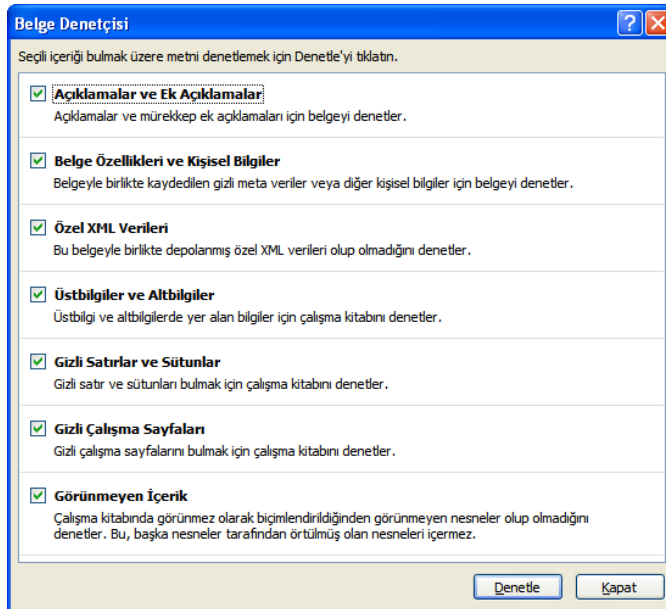 Belge Denetçisi
Seçili içeriği bulmak üzere metni denetlemek için Denetle'yi tıklatın.
Açıklamalar ve Ek Açıklamalar
Açıklamalar ve mürekkep ek açıklamaları için belgeyi denetler.
Belge Özellikleri ve Kişisel Bilgiler
Belgeyle birlikte kaydedilen gizli meta veriler veya diğer kişisel bilgiler için belgeyi denetler.
Özel XML Verileri
Bu belgeyle birlikte depolanmış özel XML verileri olup olmadığını denetler.
Üstbilgiler ve Altbilgiler
Üstbilgi ve altbilgilerde yer alan bilgiler için çalışma kitabını denetler.
Gizli Satırlar ve Sütunlar
Gizli satır ve sütunları bulmak için çalışma kitabını denetler.
Gizli Çalışma Sayfaları
Gizli çalışma sayfalarını bulmak için çalışma kitabını denetler.
Görünmeyen İçerik
Çalışma kitabında görünmez olarak biçimlendirildiğinden görünmeyen nesneler olup olmadığını
denetler. Bu, başka nesneler tarafından örtülmüş olan nesneleri içermez.
Denetle Kapat